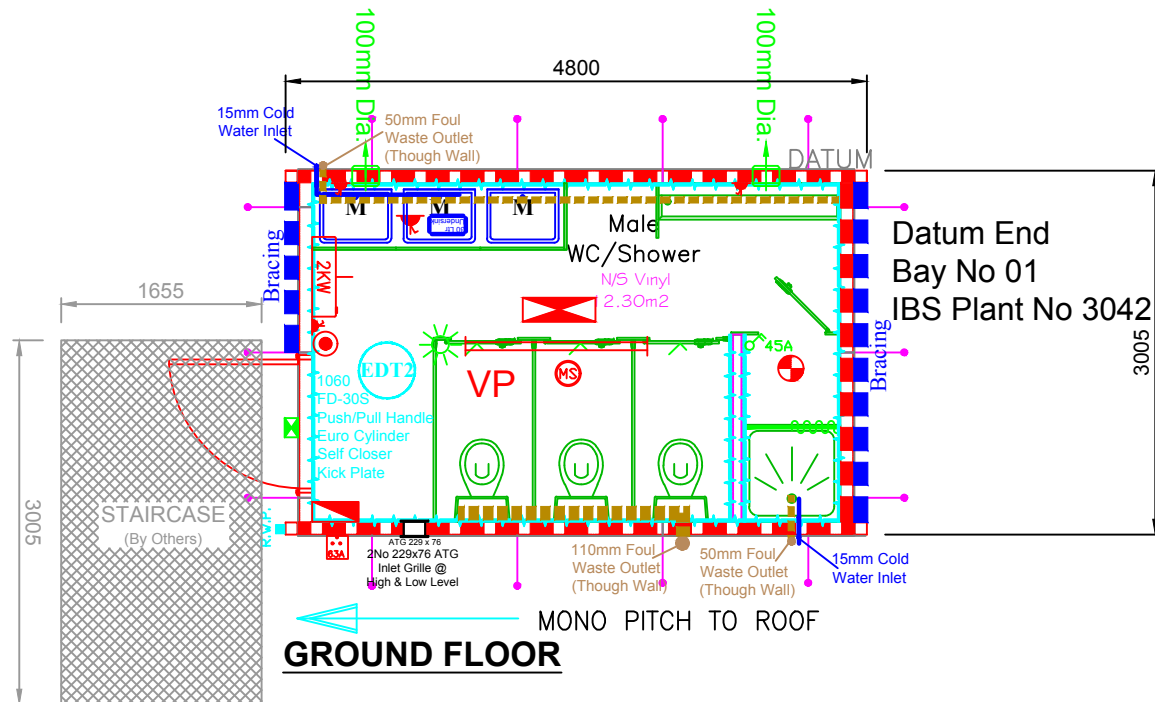 100mm Dia.
4800
100mm Dia.
15mm Cold
Water Inlet
50mm Foul
Waste Outlet
(Though Wall)
DATUM
M
M
M
Undersink
Male
WC/Shower
N/S Vinyl
2.30m2
Datum End
Bay No 01
IBS Plant No 3042
Bracing
2KW
1655
45A
Bracing
3005
EDT2
VP
MS
1060
FD-30S
Push/Pull Handle
Euro Cylinder
Self Closer
Kick Plate
3005
STAIRCASE
(By Others)
R.W.P.
63A
ATG 229 x 76
2No 229x76 ATG
Inlet Grille @
High & Low Level
110mm Foul
Waste Outlet
(Though Wall)
50mm Foul
Waste Outlet
(Though Wall)
15mm Cold
Water Inlet
MONO PITCH TO ROOF
GROUND FLOOR